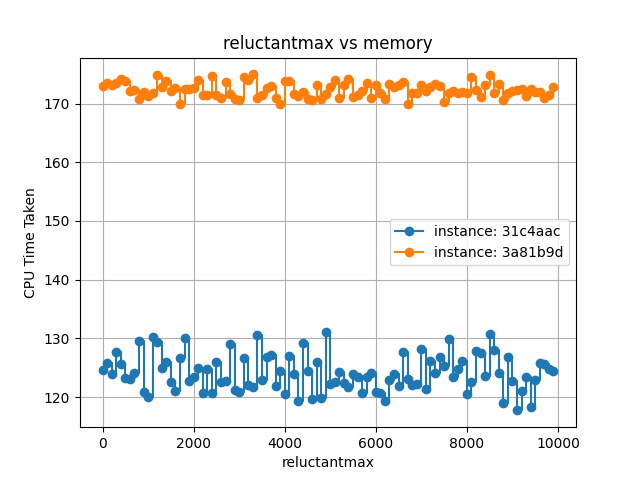 reluctantmax vs memory
CPU Time Taken
170
160
150
140
130
120
instance: 31c4aac
instance: 3a81b9d
0
2000
4000
6000
8000
10000
reluctantmax